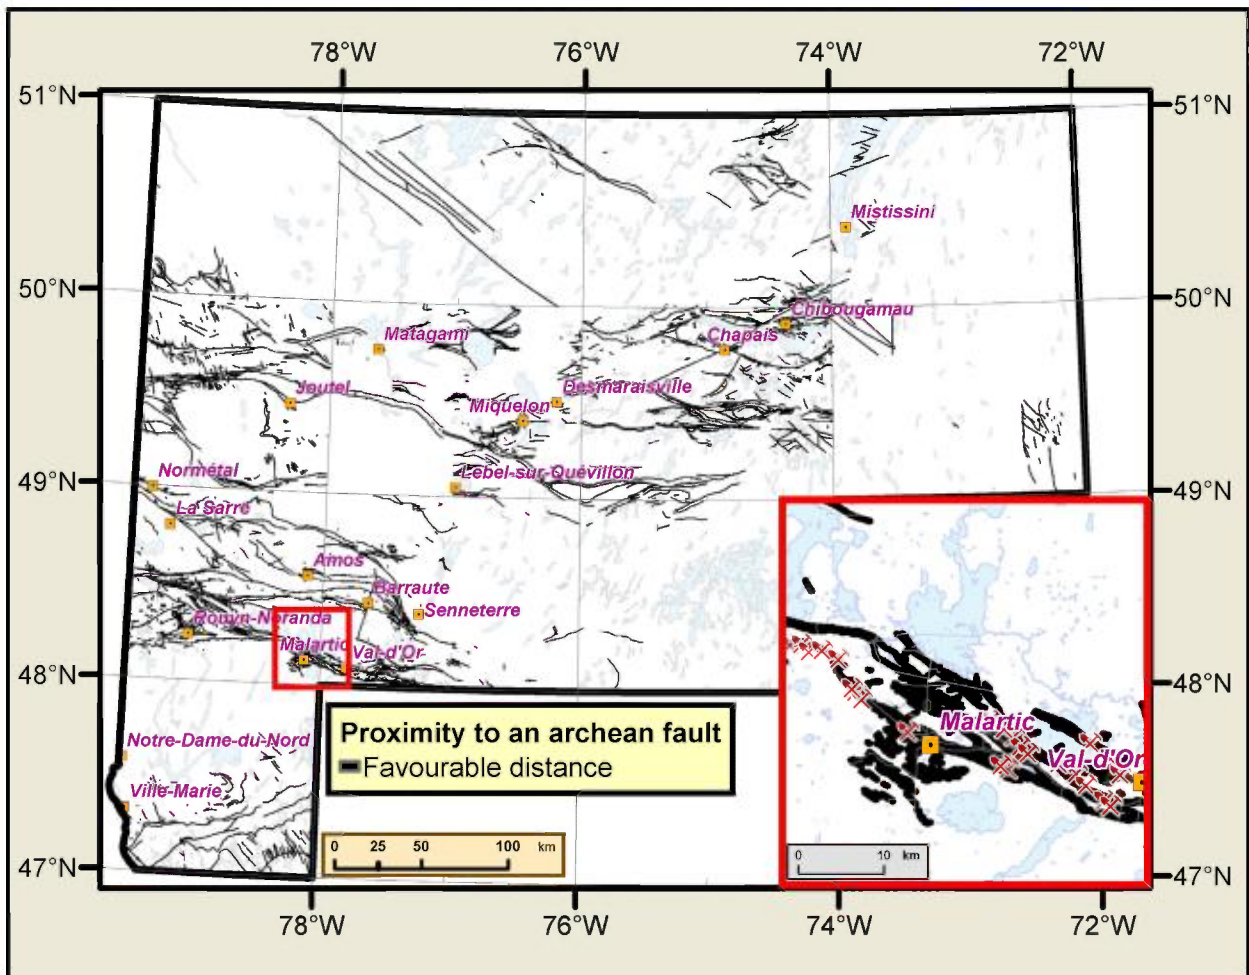 78°W 76°W 74°W 72°W
51°N 51°N
Mistissini
50°N 50°N
Chibougamau
Matagami Chapais
Joutel Desmaraisville
Miquelon
Normétal Lebel-sur-Quévillon
49°N 49°N
La Sarre
Amos
Barraute
Senneterre
Rouyn-Noranda
Malartic Val-d'Or
48°N 48°N
Malartic
Val-d'Or
Proximity to an archean fault
Favourable distance
Notre-Dame-du-Nord
Ville-Marie
0 25 50 100 km
0 10 km
47°N 47°N
78°W 76°W 74°W 72°W